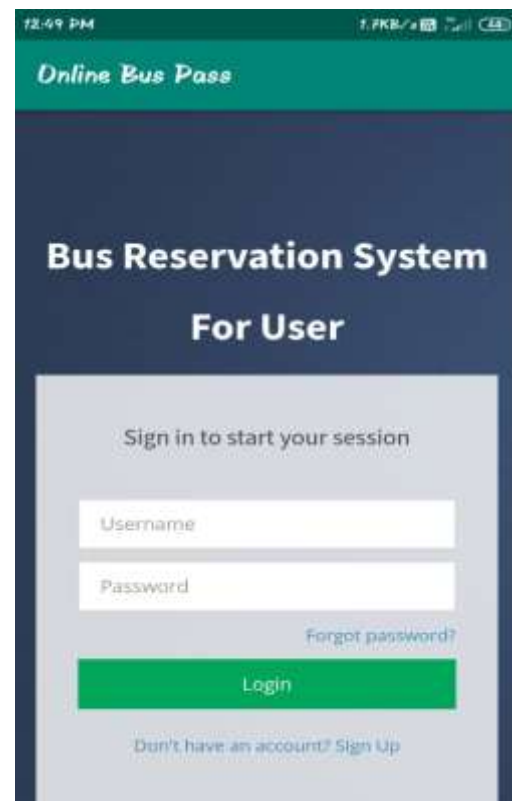 12:49 PM
Online Bus Pass
Bus Reservation System
For User
Sign in to start your session
Username
Password
Forgot password?
Login
Don't have an account? Sign Up